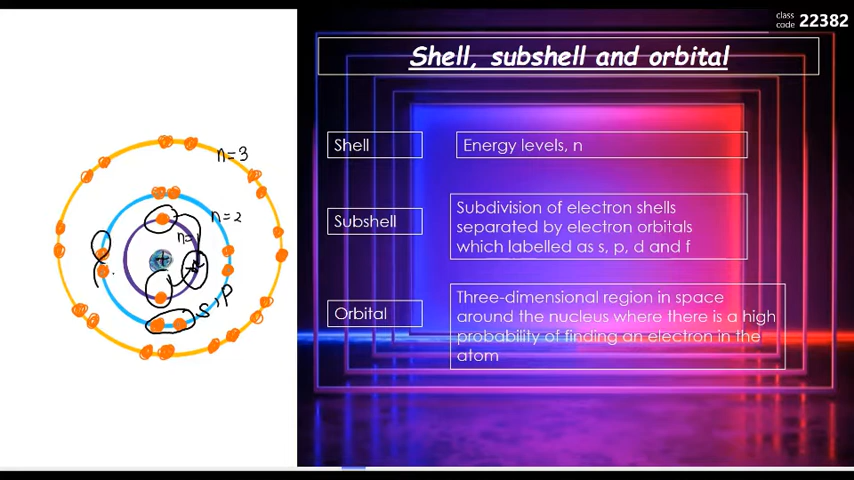 class
code 22382
Shell, subshell and orbital
Shell
Energy levels, n
Subshell
Subdivision of electron shells
separated by electron orbitals
which labelled as s, p, d and f
Orbital
Three-dimensional region in space
around the nucleus where there is a high
probability of finding an electron in the
atom
n=3
n=2
n=1
+
s, p